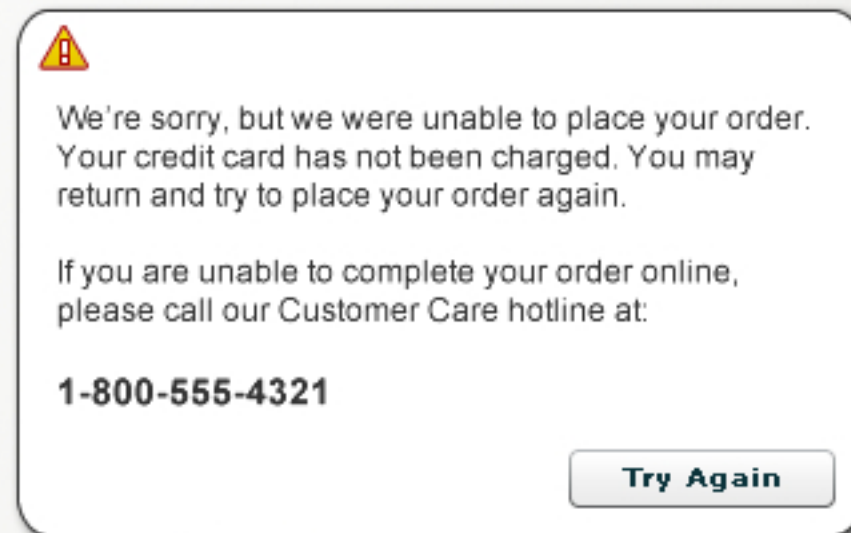 We're sorry, but we were unable to place your order.
Your credit card has not been charged. You may
return and try to place your order again.
If you are unable to complete your order online,
please call our Customer Care hotline at:
1-800-555-4321
Try Again